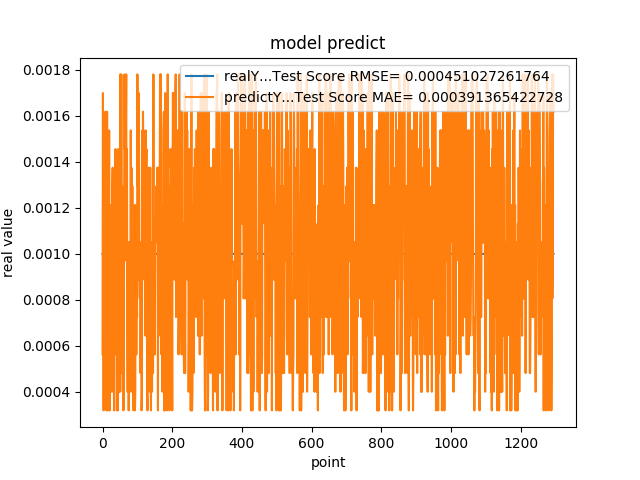 model predict
realY...Test Score RMSE= 0.000451027261764
predictY...Test Score MAE= 0.000391365422728
0.0018
0.0016
0.0014
0.0012
0.0010
0.0008
0.0006
0.0004
real value
0 200 400 600 800 1000 1200
point